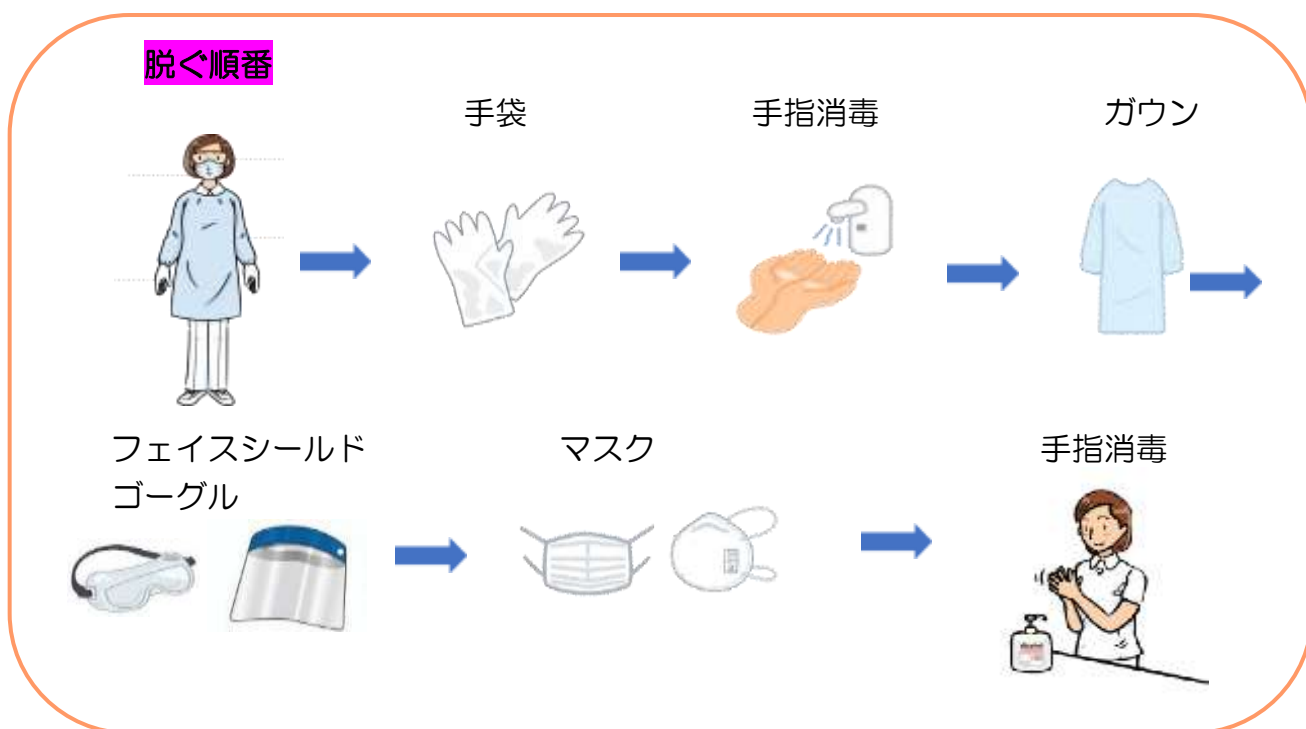 脱ぐ順番
手袋
手指消毒
ガウン
フェイスシールド
ゴーグル
マスク
手指消毒